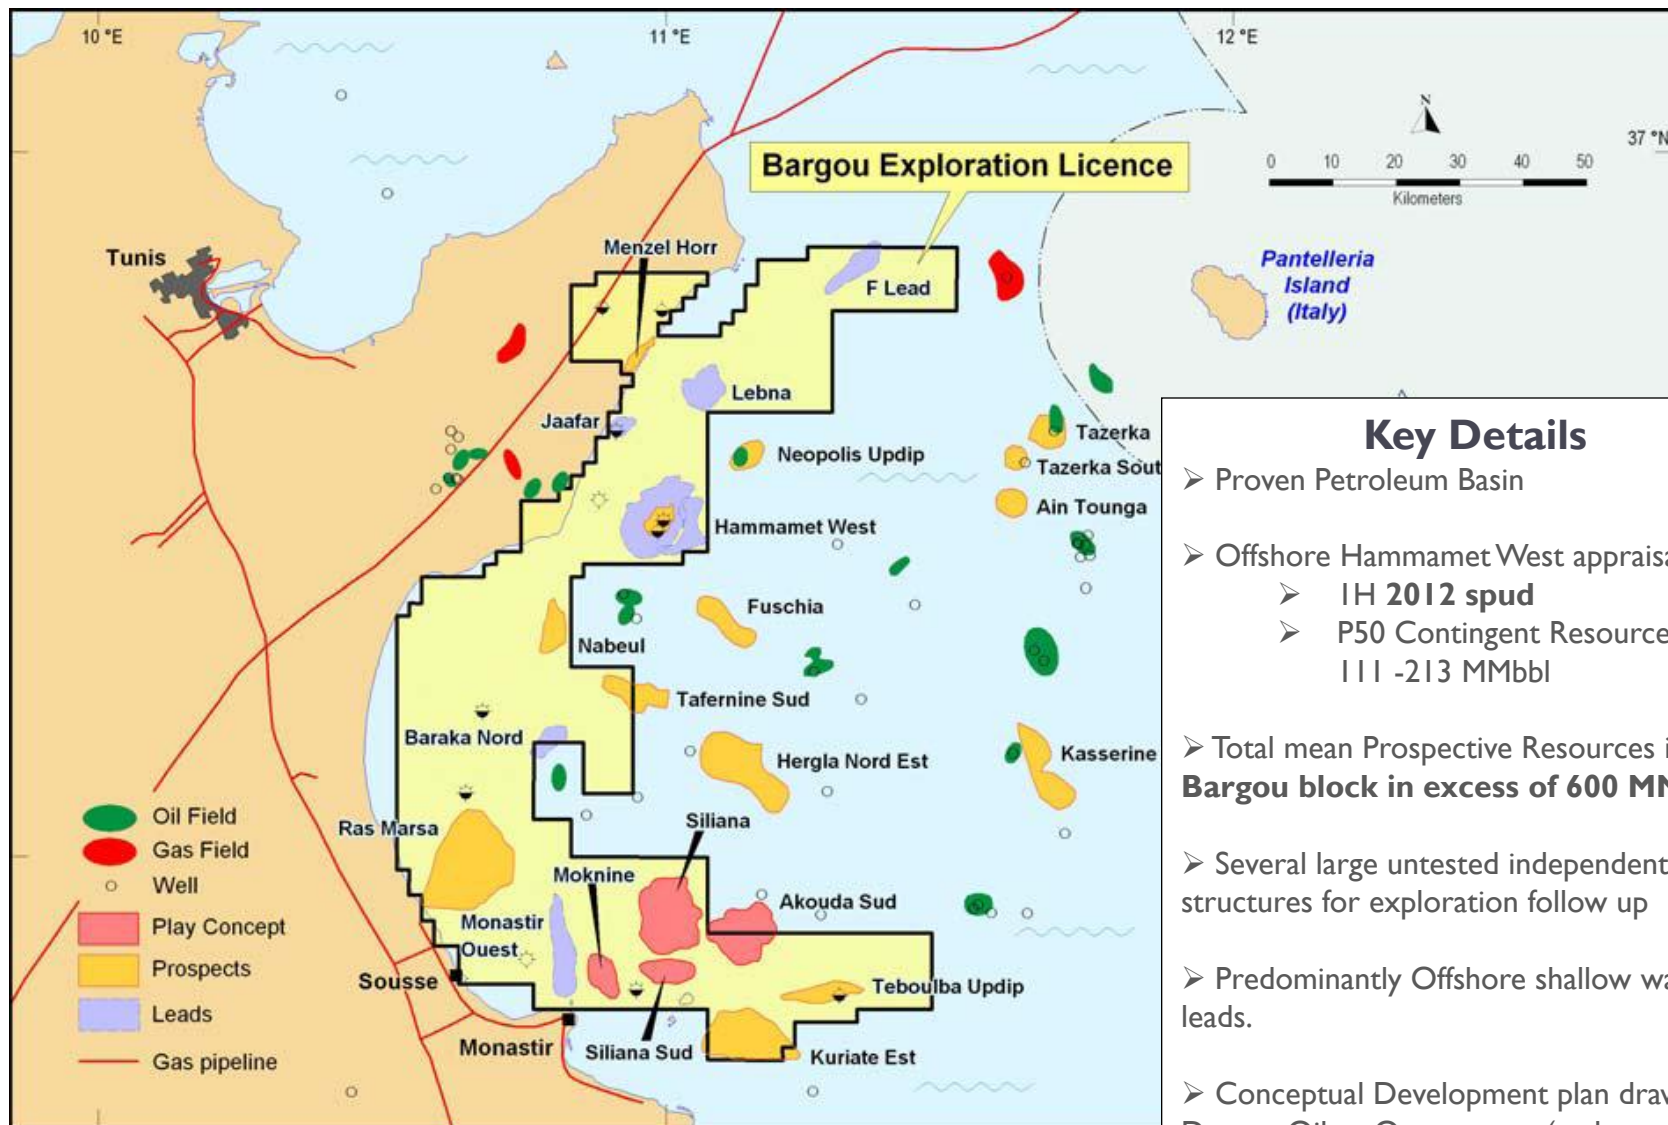 10 °E
11 °E
12 °E
N
37 °N
0 10 20 30 40 50
Kilometers
Bargou Exploration Licence
Tunis
Menzel Horr
F Lead
Pantelleria
Island
(Italy)
Lebna
Jaafar
Neopolis Updip
Tazerka
Tazerka Sout
Ain Tounga
Hammamet West
Fuschia
Nabeul
Tafernine Sud
Baraka Nord
Hergla Nord Est
Kasserine
Ras Marsa
Siliana
Moknine
Akouda Sud
Monastir
Ouest
Sousse
Teboulba Updip
Monastir
Siliana Sud
Kuriate Est
Oil Field
Gas Field
Well
Play Concept
Prospects
Leads
Gas pipeline
Key Details
➢ Proven Petroleum Basin
➢ Offshore Hammamet West appraisa
➢ 1H 2012 spud
➢ P50 Contingent Resource
111 -213 MMbbl
➢ Total mean Prospective Resources i
Bargou block in excess of 600 MM
➢ Several large untested independent
structures for exploration follow up
➢ Predominantly Offshore shallow wa
leads.
➢ Conceptual Development plan draw